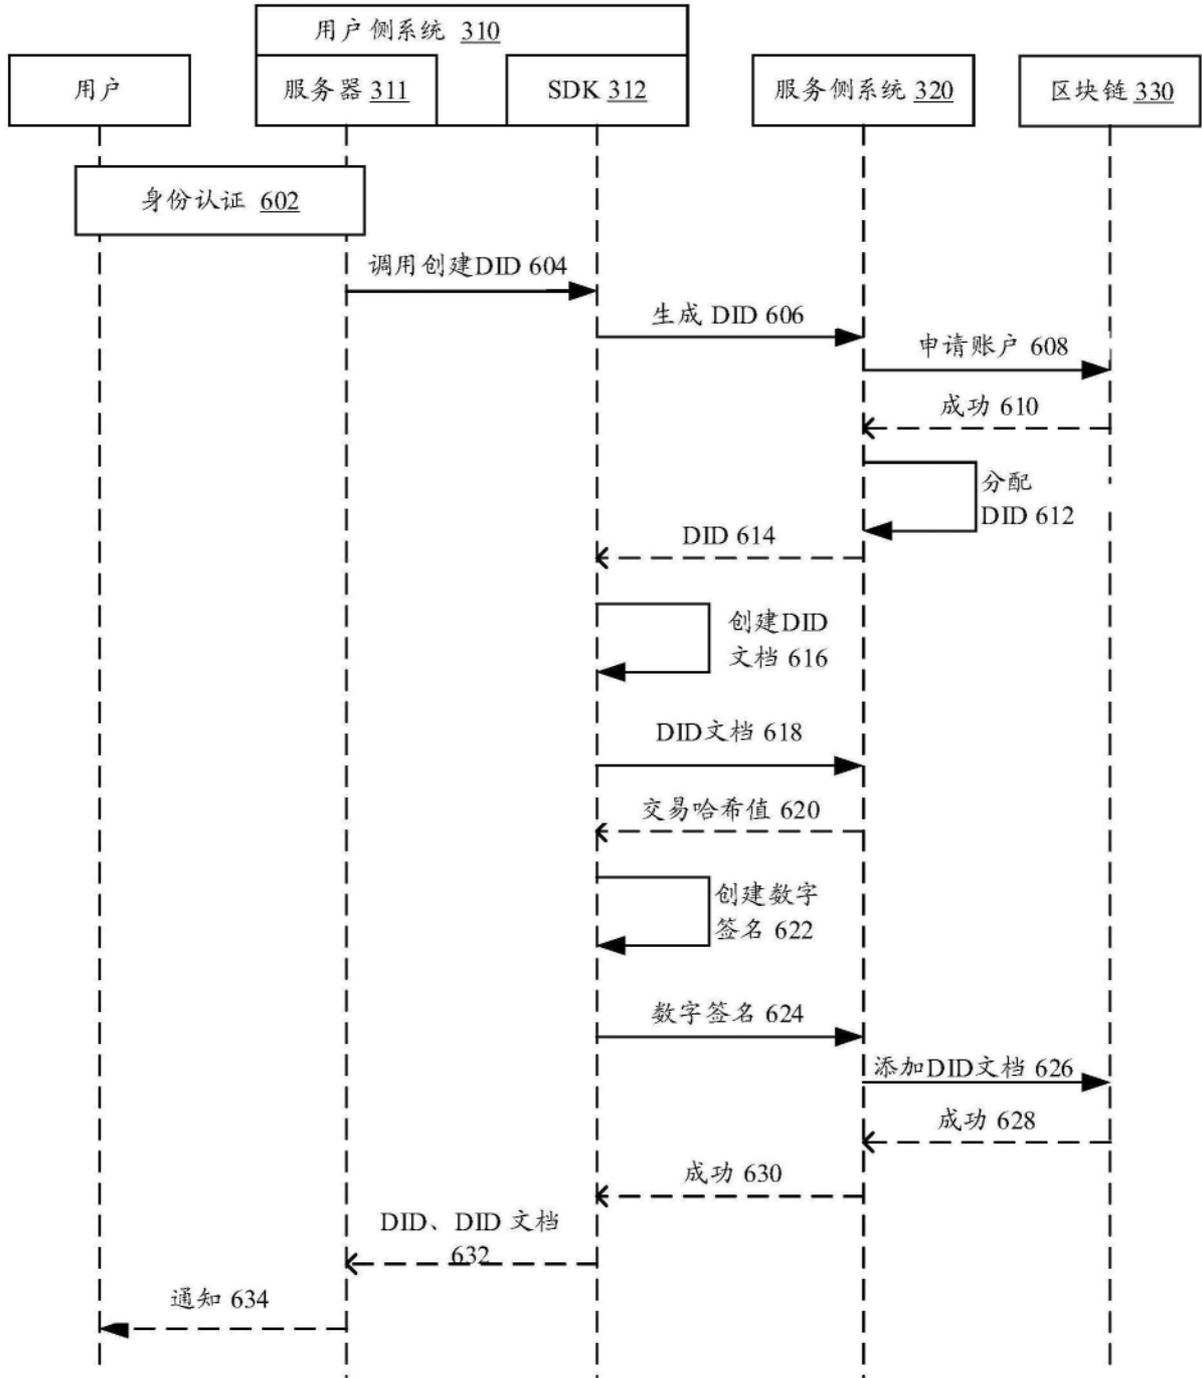 用户侧系统 310
用户
服务器 311
SDK 312
服务侧系统 320
区块链 330
身份认证 602
调用创建DID 604
生成 DID 606
申请账户 608
成功 610
分配
DID 612
DID 614
创建DID
文档 616
DID文档 618
交易哈希值 620
创建数字
签名 622
数字签名 624
添加DID文档 626
成功 628
成功 630
DID、DID 文档
632
通知 634